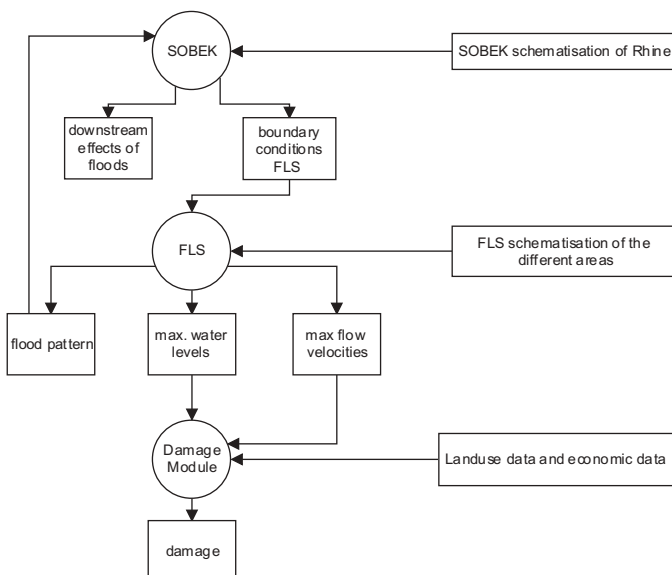 SOBEK
SOBEK schematisation of Rhine
downstream
effects of
floods
boundary
conditions
FLS
FLS
FLS schematisation of the
different areas
flood pattern
max. water
levels
max flow
velocities
Damage
Module
Landuse data and economic data
damage